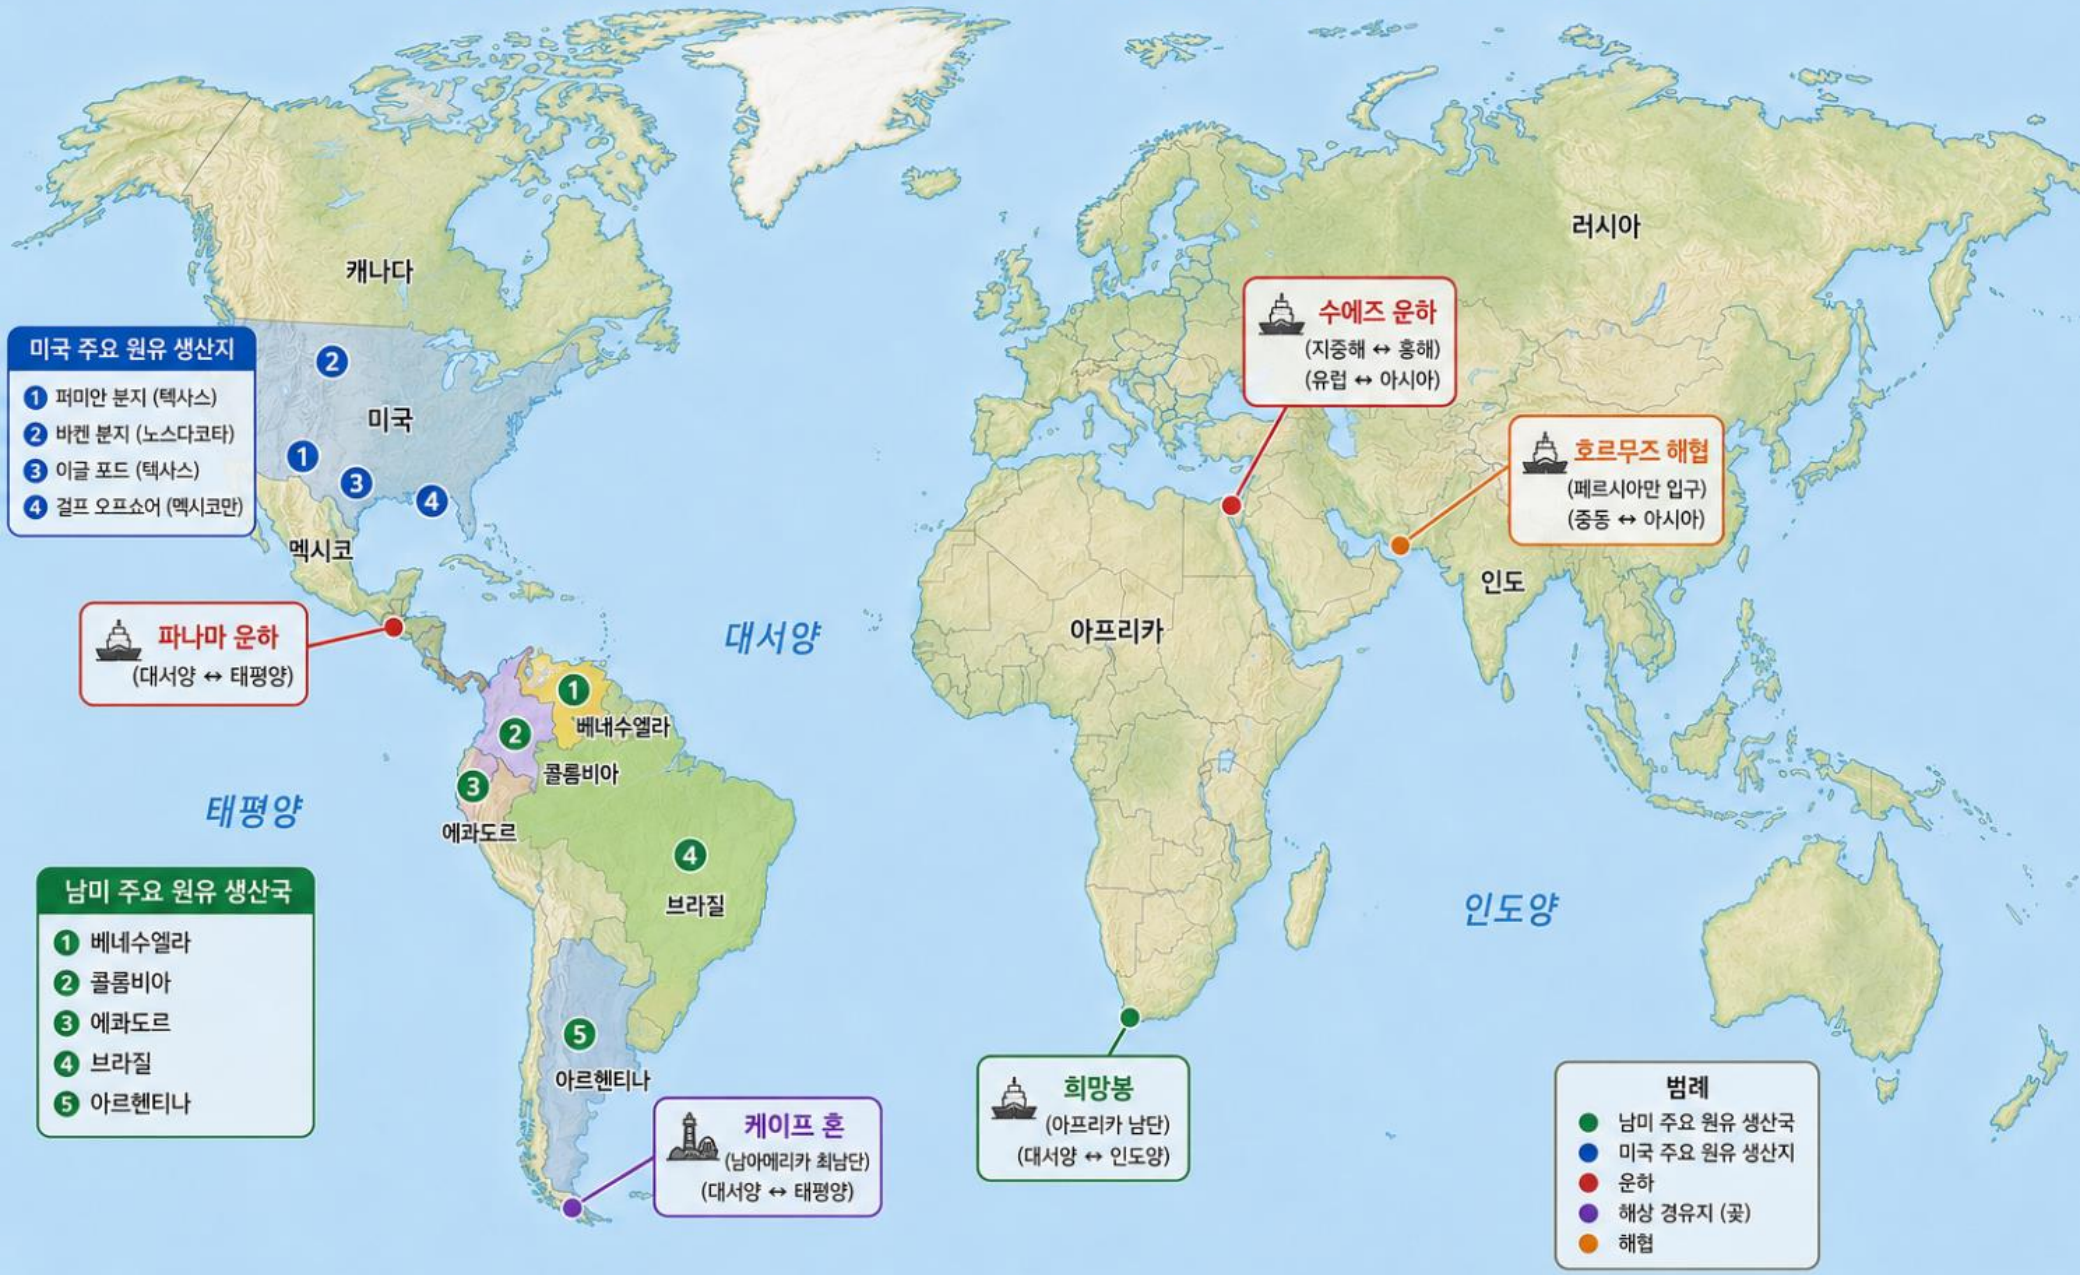 캐나다
러시아
미국 주요 원유 생산지
1 퍼미안 분지 (텍사스)
2 바켄 분지 (노스다코타)
3 이글 포드 (텍사스)
4 걸프 오프쇼어 (멕시코만)
2
미국
1
3
4
멕시코
수에즈 운하
(지중해 ↔ 홍해)
(유럽 ↔ 아시아)
호르무즈 해협
(페르시아만 입구)
(중동 ↔ 아시아)
인도
파나마 운하
(대서양 ↔ 태평양)
대서양
아프리카
1
베네수엘라
2
콜롬비아
3
에콰도르
태평양
4
브라질
인도양
남미 주요 원유 생산국
1 베네수엘라
2 콜롬비아
3 에콰도르
4 브라질
5 아르헨티나
5
아르헨티나
케이프 혼
(남아메리카 최남단)
(대서양 ↔ 태평양)
희망봉
(아프리카 남단)
(대서양 ↔ 인도양)
범례
남미 주요 원유 생산국
미국 주요 원유 생산지
운하
해상 경유지 (곶)
해협